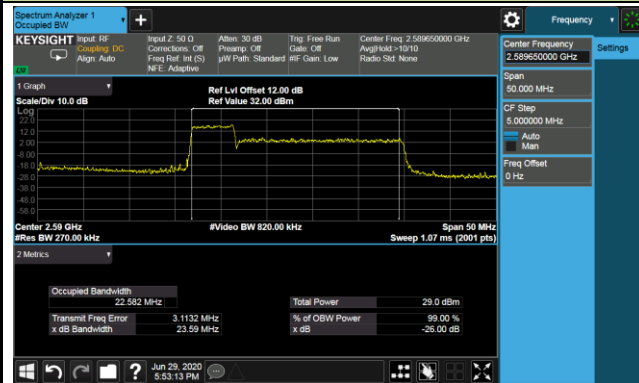 Spectrum Analyzer 1
Occupied BW
Frequency
KEYSIGHT
Input: RF
Coupling: DC
Align: Auto
Input Z: 50 Ω
Corrections: Off
Freq Ref: Int (S)
NFE: Adaptive
Atten: 30 dB
Preamp: Off
µW Path: Standard
Trig: Free Run
Gate: Off
#IF Gain: Low
Center Freq: 2.589650000 GHz
Avg|Hold >10/10
Radio Std: None
Center Frequency
2.589650000 GHz
Settings
Span
50.000 MHz
CF Step
5.000000 MHz
Auto
Man
Freq Offset
0 Hz
1 Graph
Scale/Div 10.0 dB
Ref Lvl Offset 12.00 dB
Ref Value 32.00 dBm
Log
22.0
12.0
2.00
-8.00
-18.0
-28.0
-38.0
-48.0
-58.0
Center 2.59 GHz
#Video BW 820.00 kHz
Span 50 MHz
#Res BW 270.00 kHz
Sweep 1.07 ms (2001 pts)
2 Metrics
Occupied Bandwidth
22.582 MHz
Total Power 29.0 dBm
Transmit Freq Error 3.1132 MHz
% of OBW Power 99.00 %
x dB Bandwidth 23.59 MHz
x dB -26.00 dB
Jun 29, 2020
5:53:13 PM